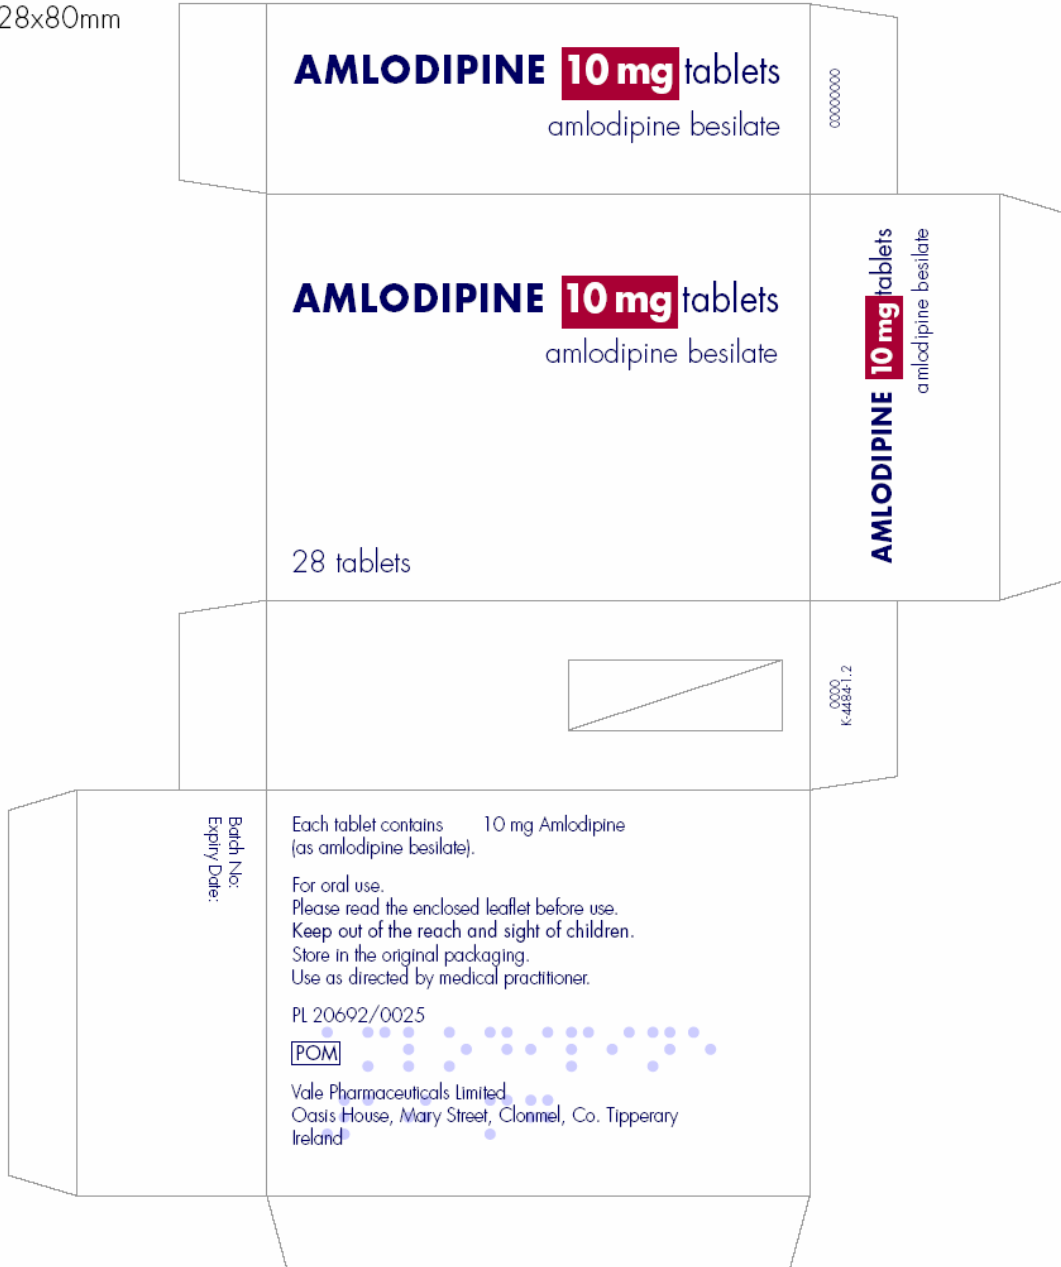 28x80mm
AMLODIPINE 10 mg tablets
amlodipine besilate
00000000
AMLODIPINE 10 mg tablets
amlodipine besilate
28 tablets
AMLODIPINE 10 mg tablets
amlodipine besilate
0000
K-4484-1.2
Batch No:
Expiry Date:
Each tablet contains 10 mg Amlodipine
(as amlodipine besilate).
For oral use.
Please read the enclosed leaflet before use.
Keep out of the reach and sight of children.
Store in the original packaging.
Use as directed by medical practitioner.
PL 20692/0025
POM
Vale Pharmaceuticals Limited
Oasis House, Mary Street, Clonmel, Co. Tipperary
Ireland